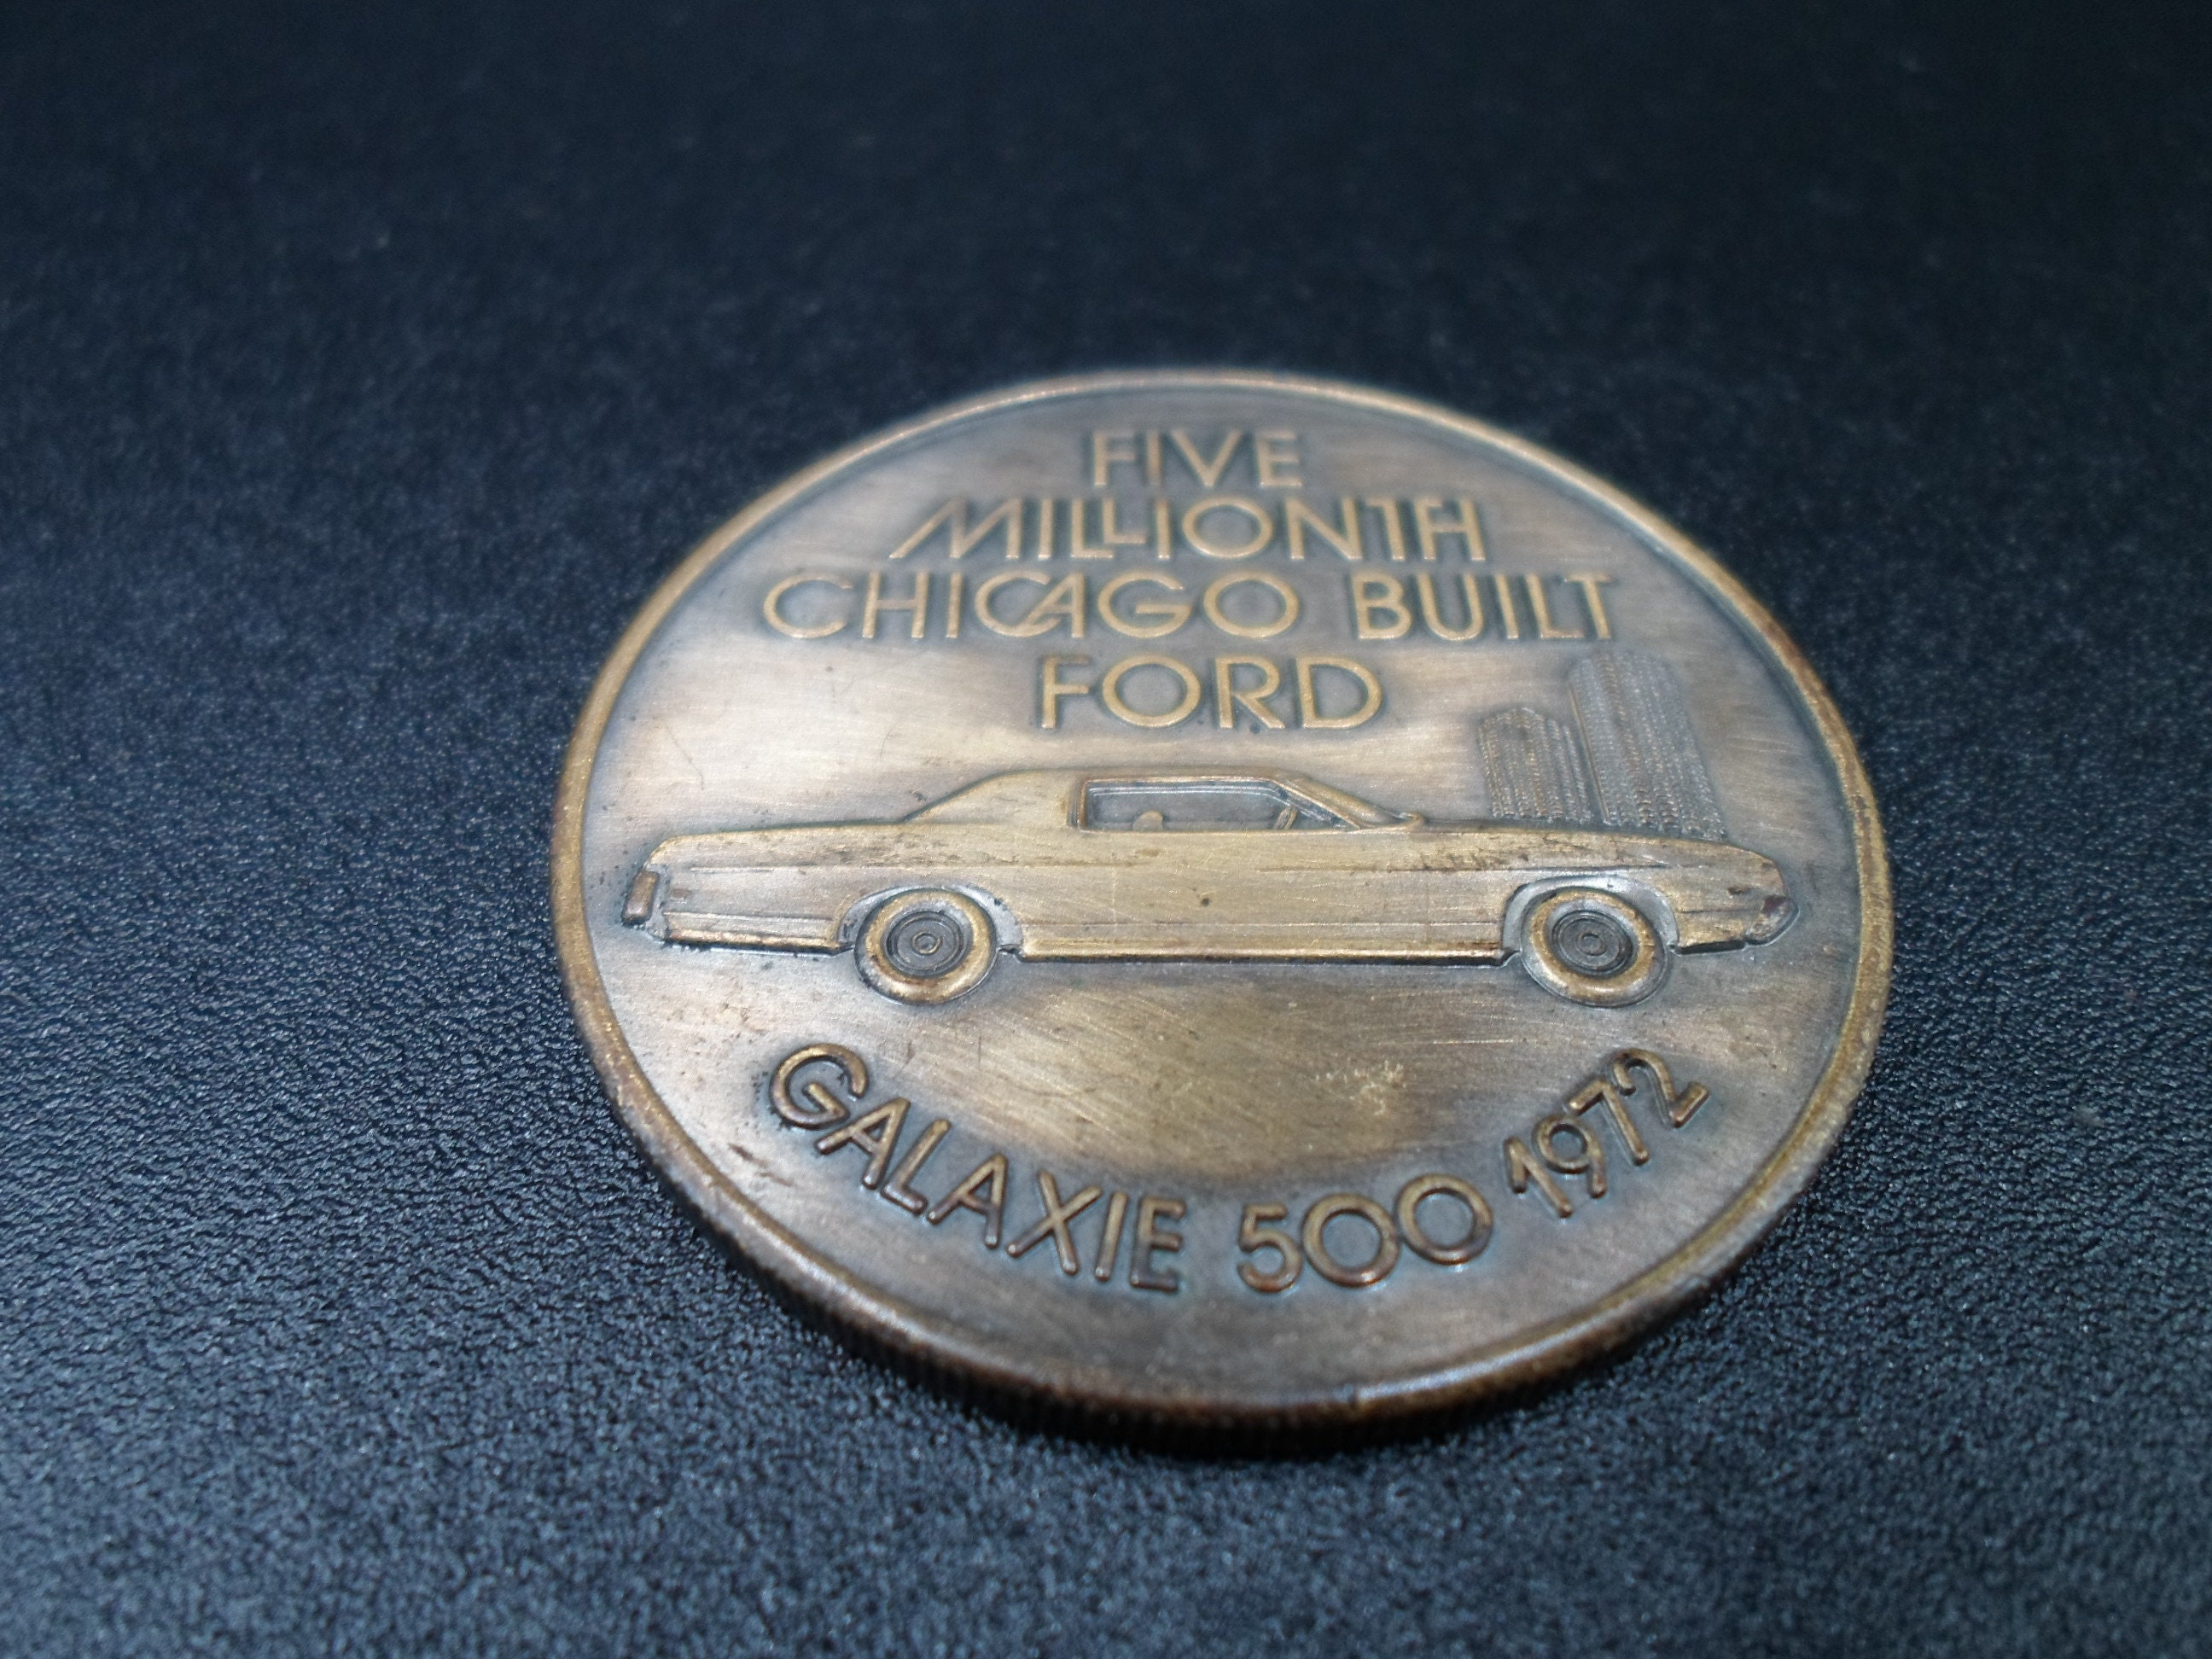 FIVE
MILLIONTH
CHICAGO BUILT
FORD
GALAXIE 500 1972